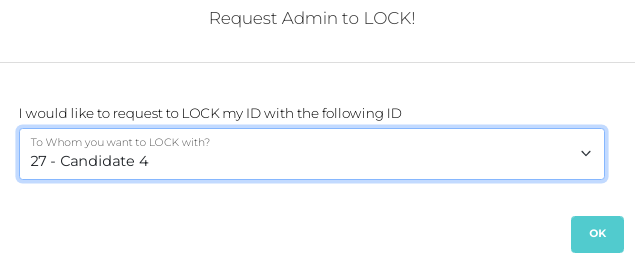 Request Admin to LOCK!
I would like to request to LOCK my ID with the following ID
To Whom you want to LOCK with?
27 - Candidate 4
OK